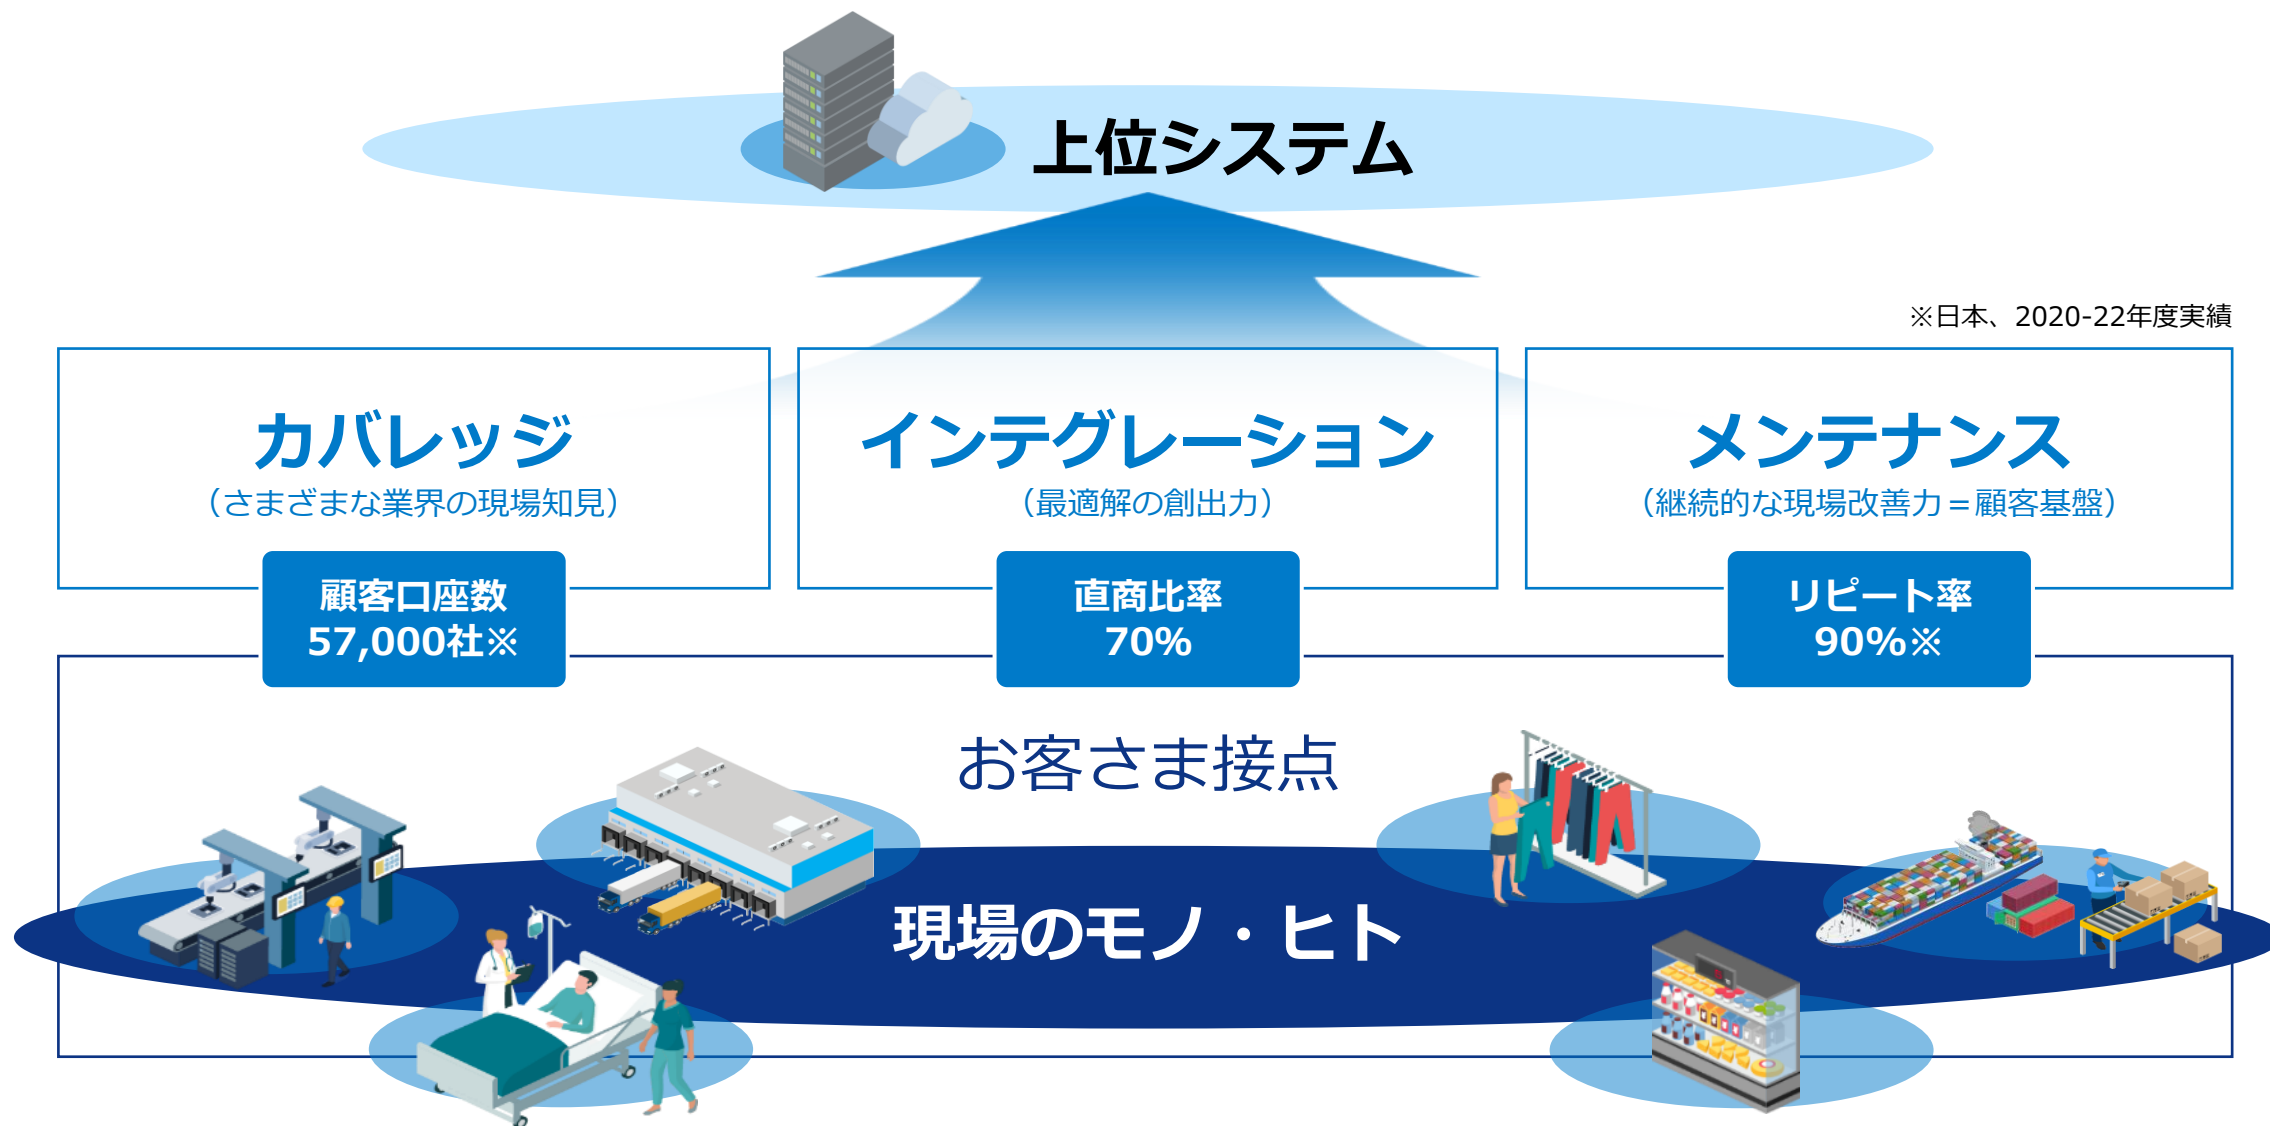 上位システム
※日本、2020-22年度実績
カバレッジ
（さまざまな業界の現場知見）
顧客口座数
57,000社※
インテグレーション
（最適解の創出力）
直商比率
70%
メンテナンス
（継続的な現場改善力＝顧客基盤）
リピート率
90%※
お客さま接点
現場のモノ・ヒト